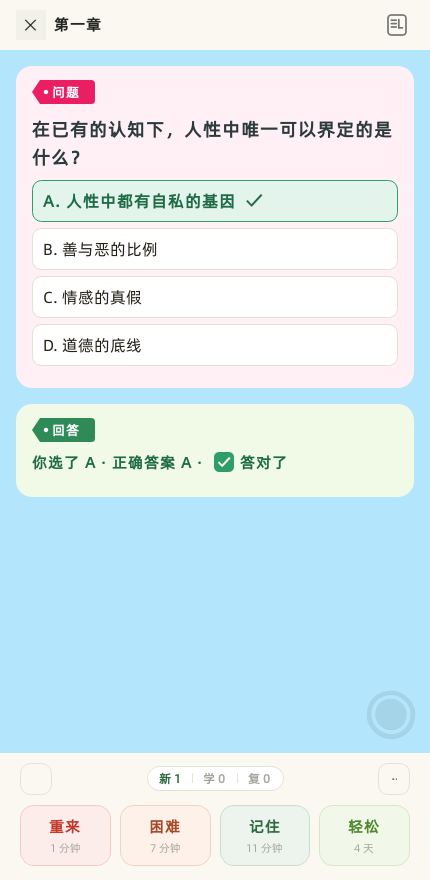 第一章
问题
在已有的认知下，人性中唯一可以界定的是
什么？
A. 人性中都有自私的基因
B. 善与恶的比例
C. 情感的真假
D. 道德的底线
回答
你选了 A · 正确答案 A · 答对了
新 1 学 0 复 0
重来 困难 记住 轻松
1 分钟 7 分钟 11 分钟 4 天